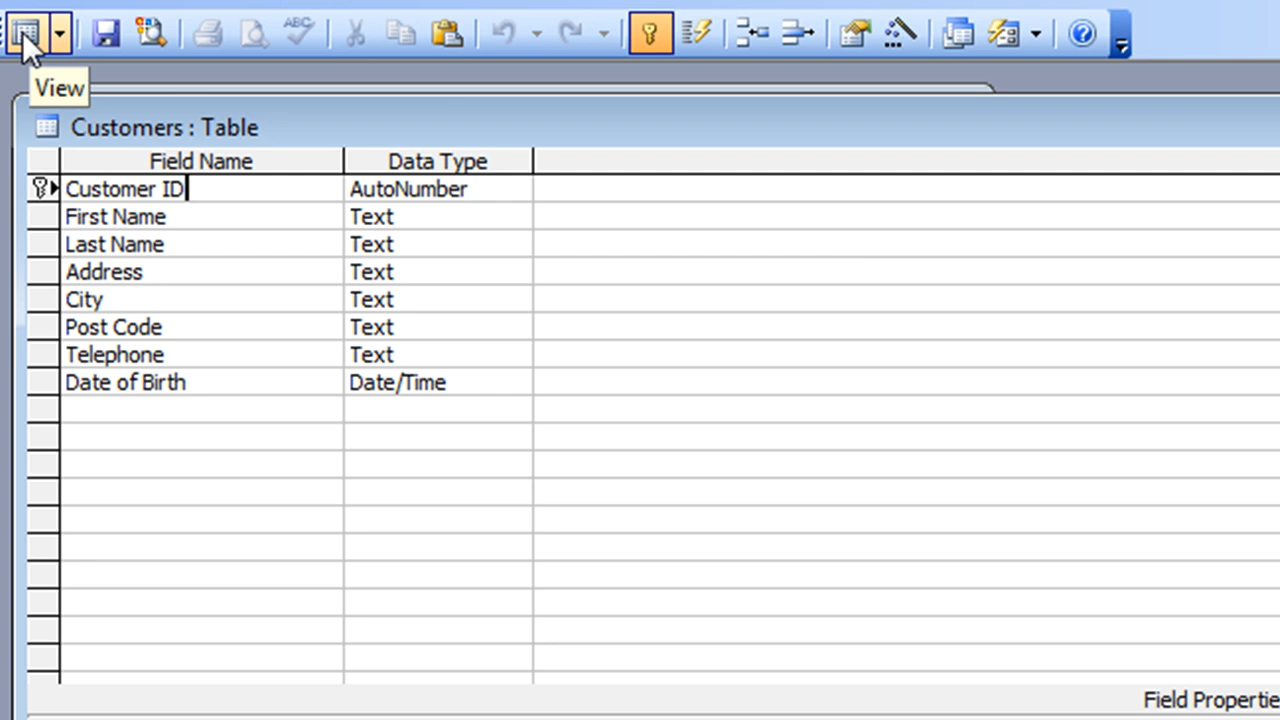 ABC
View
Customers : Table
Field Name Data Type
Customer ID AutoNumber
First Name Text
Last Name Text
Address Text
City Text
Post Code Text
Telephone Text
Date of Birth Date/Time
Field Propertie